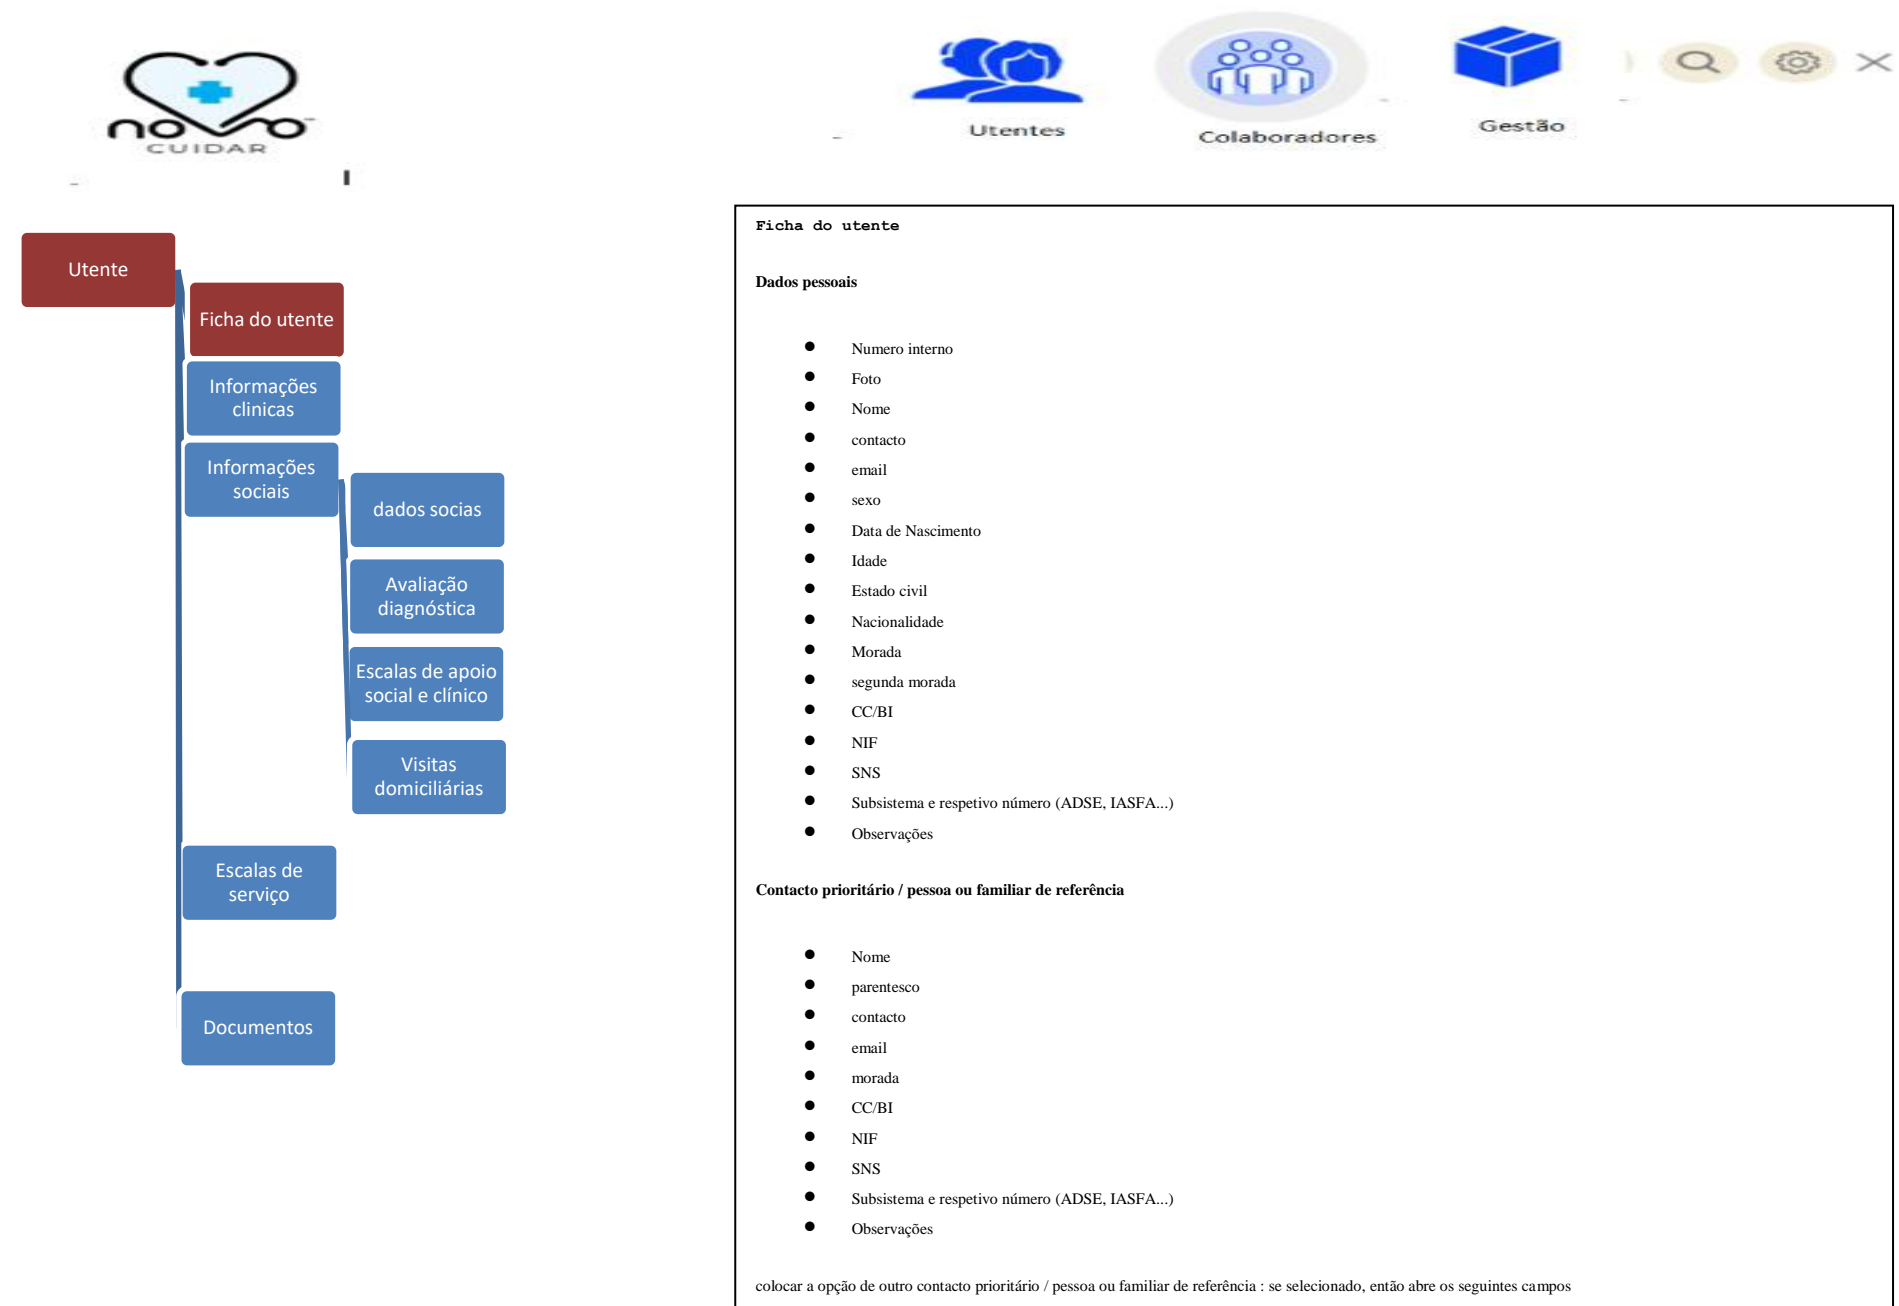 novo
CUIDAR
Utentes
Colaboradores
Gestão
Utente
Ficha do utente
Informações
clinicas
Informações
sociais
dados socias
Avaliação
diagnóstica
Escalas de apoio
social e clínico
Visitas
domiciliárias
Escalas de
serviço
Documentos
Ficha do utente
Dados pessoais
Numero interno
Foto
Nome
contacto
email
sexo
Data de Nascimento
Idade
Estado civil
Nacionalidade
Morada
segunda morada
CC/BI
NIF
SNS
Subsistema e respetivo número (ADSE, IASFA...)
Observações
Contacto prioritário / pessoa ou familiar de referência
Nome
parentesco
contacto
email
morada
CC/BI
NIF
SNS
Subsistema e respetivo número (ADSE, IASFA...)
Observações
colocar a opção de outro contacto prioritário / pessoa ou familiar de referência : se selecionado, então abre os seguintes campos